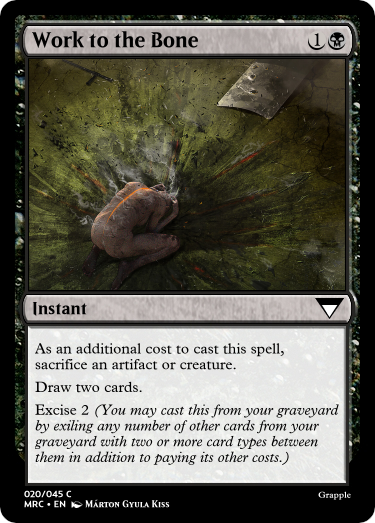 Work to the Bone 1
Instant
As an additional cost to cast this spell,
sacrifice an artifact or creature.
Draw two cards.
Excise 2 (You may cast this from your graveyard
by exiling any number of other cards from your
graveyard with two or more card types between
them in addition to paying its other costs.)
020/045 C
Grapple
MRC • EN Márton Gyula Kiss